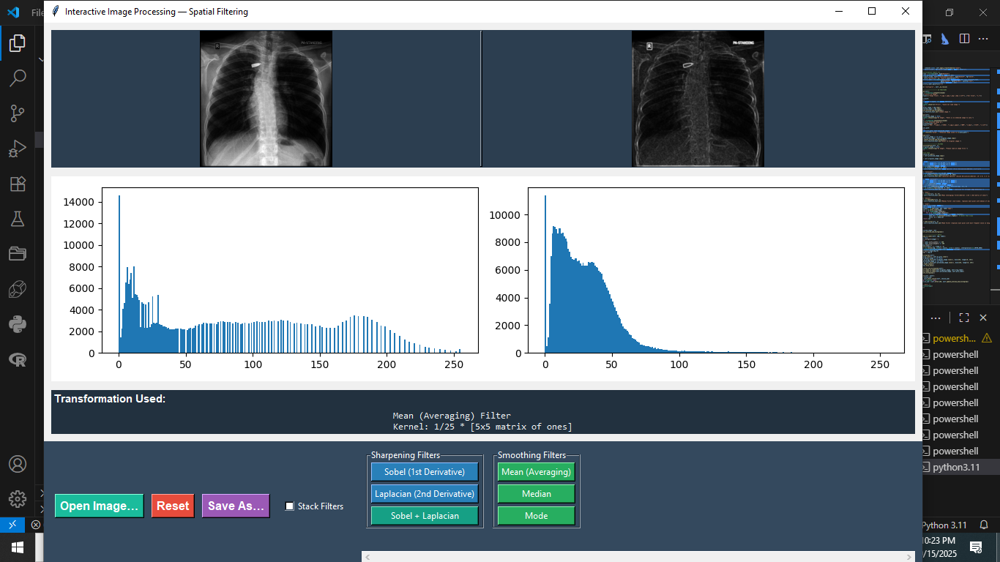 File
Interactive Image Processing — Spatial Filtering
R
PA-STANDING
R
PA-STANDING
14000
12000
10000
8000
6000
4000
2000
0
0 50 100 150 200 250
10000
8000
6000
4000
2000
0
0 50 100 150 200 250
Transformation Used:
Mean (Averaging) Filter
Kernel: 1/25 * [5x5 matrix of ones]
Sharpening Filters
Sobel (1st Derivative)
Laplacian (2nd Derivative)
Sobel + Laplacian
Smoothing Filters
Mean (Averaging)
Median
Mode
Open Image...
Reset
Save As...
Stack Filters
powersh...
powershell
powershell
powershell
powershell
powershell
powershell
powershell
python3.11
Python 3.11
0:23 PM
/15/2025